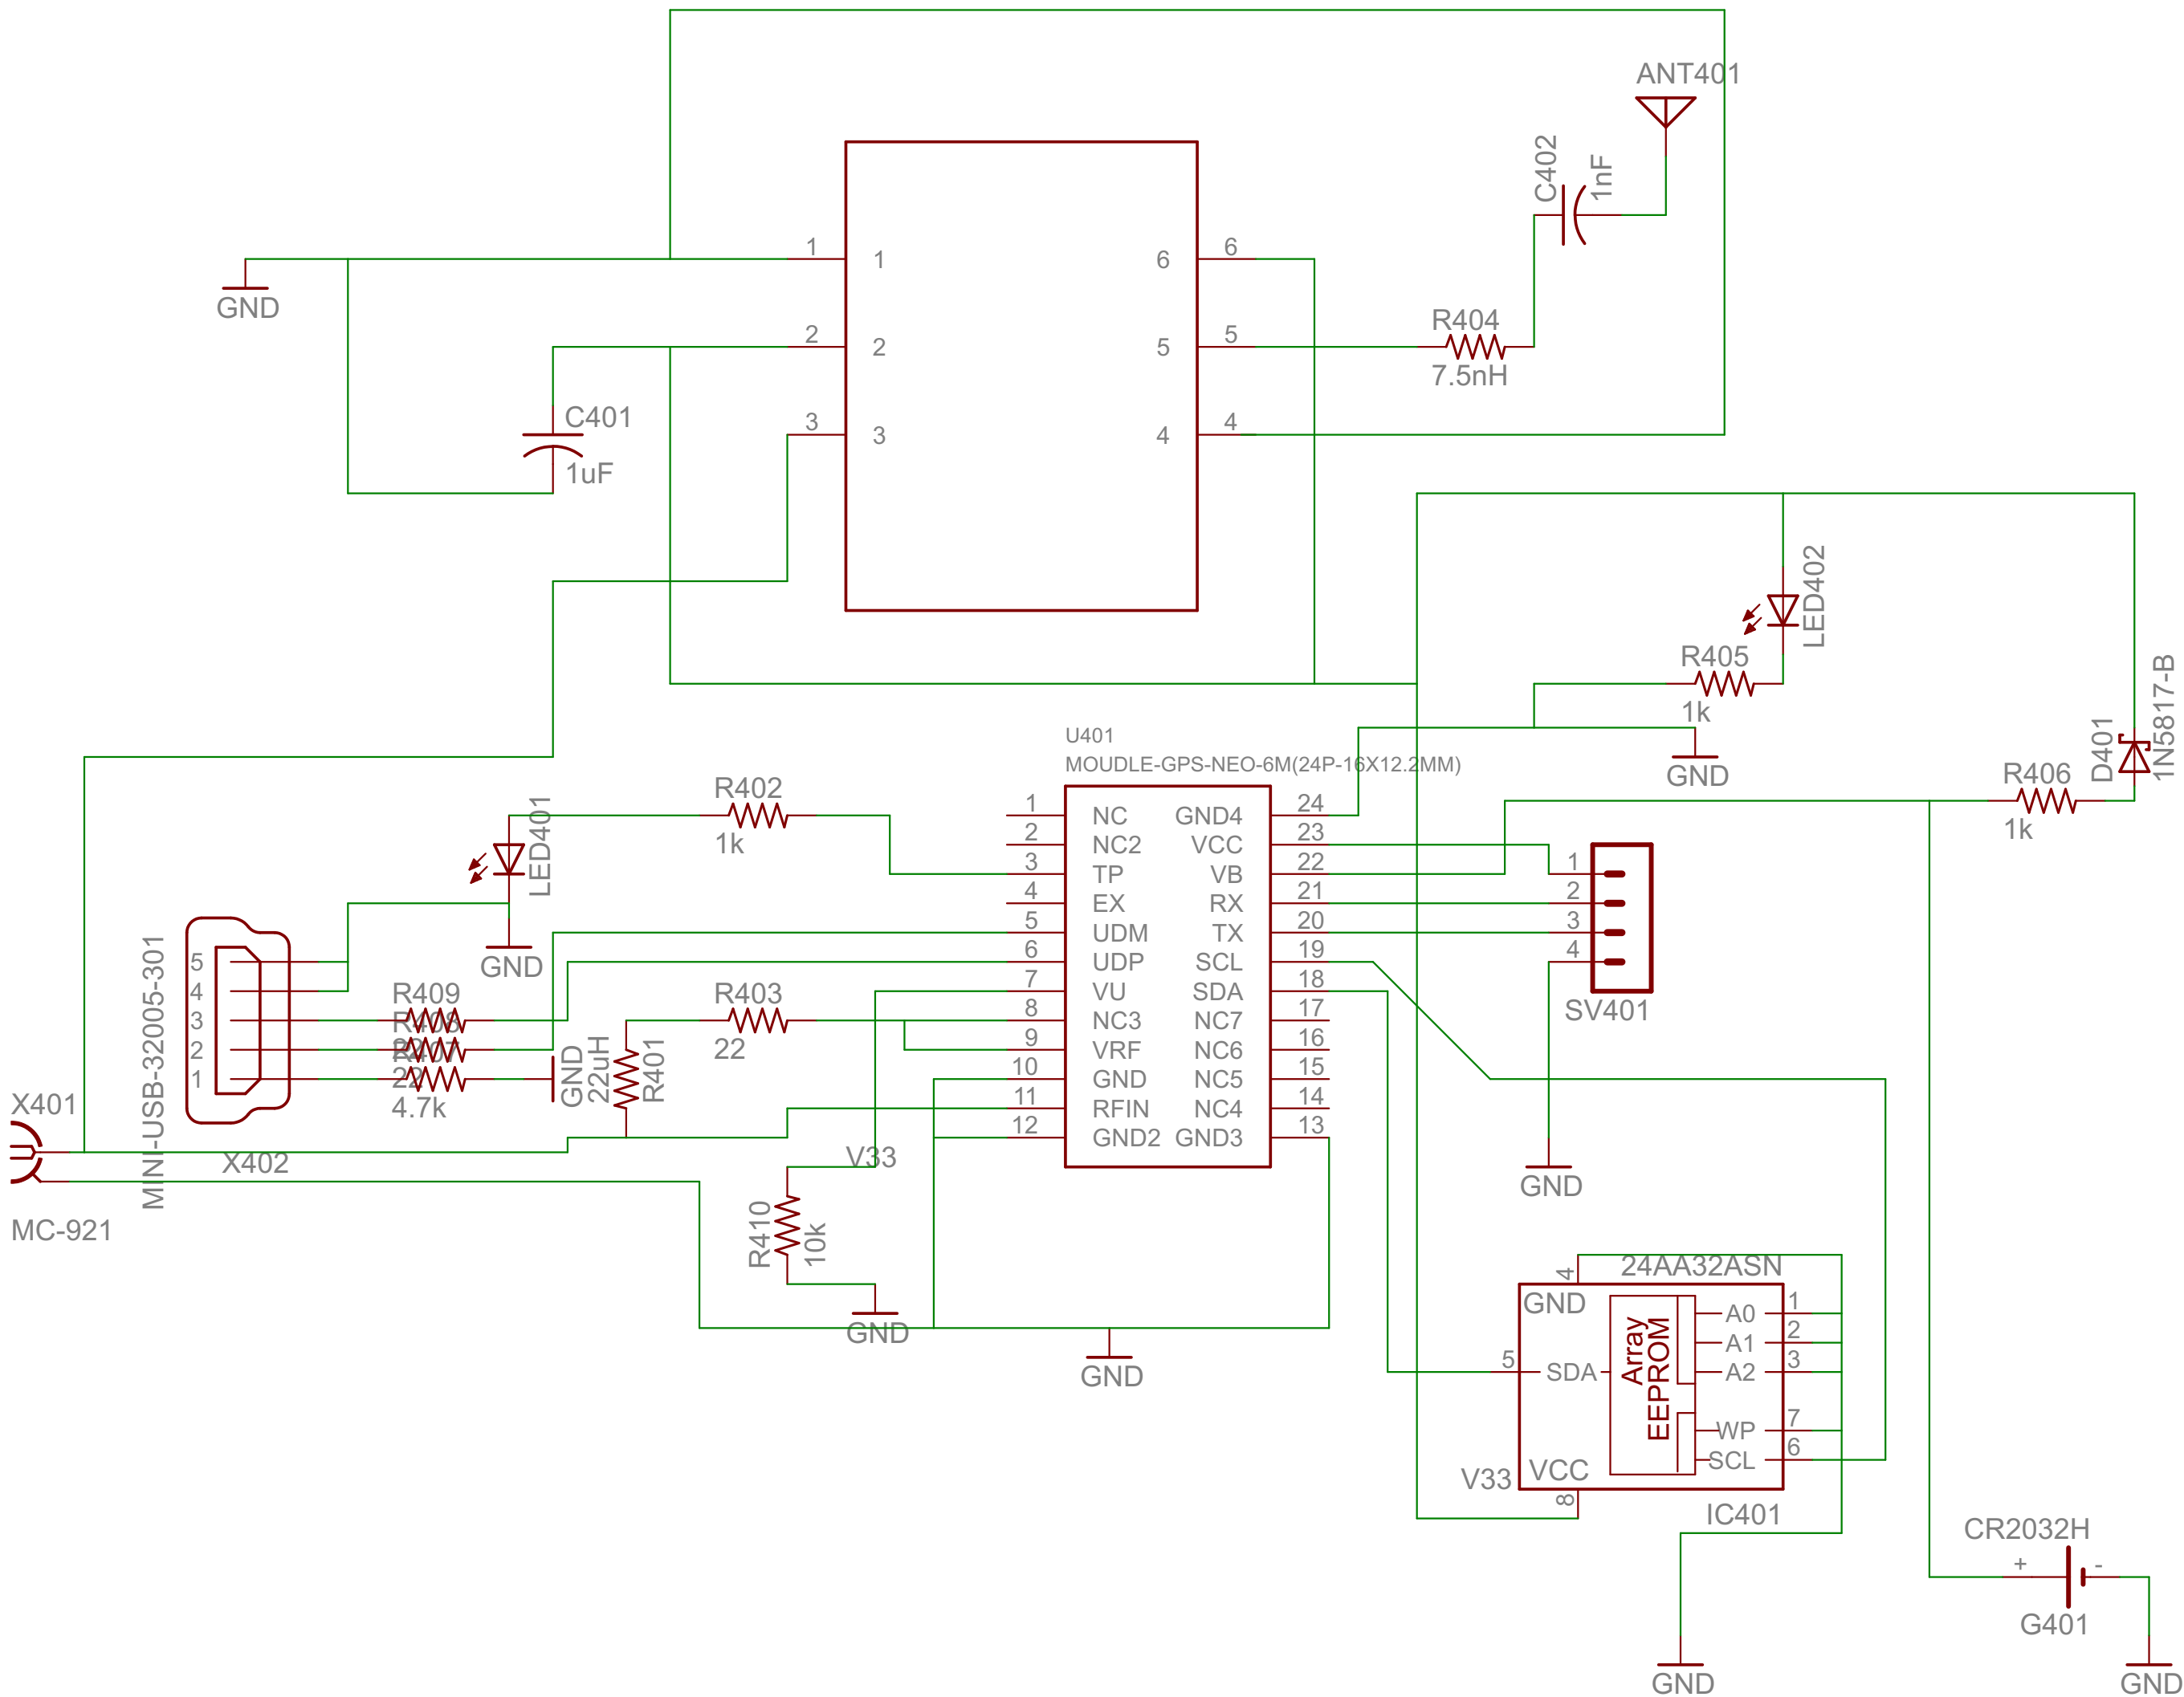 ANT401
C402
1nF
1
1
6
6
GND
2
2
5
5
R404
7.5nH
C401
1uF
3
3
4
4
LED402
R405
1k
GND
D401
1N5817-B
R406
1k
U401
MOUDLE-GPS-NEO-6M(24P-16X12.2MM)
R402
1k
LED401
GND
1 NC GND4 24
2 NC2 VCC 23
3 TP VB 22
4 EX RX 21
5 UDM TX 20
6 UDP SCL 19
7 VU SDA 18
8 NC3 NC7 17
9 VRF NC6 16
10 GND NC5 15
11 RFIN NC4 14
12 GND2 GND3 13
1
2
3
4
SV401
GND
MINI-USB-32005-301
5
4
3
2
1
X402
R409
R408
22
R407
22
4.7k
GND
22uH
R401
R403
22
X401
MC-921
V33
R410
10k
GND
GND
24AA32ASN
4
GND
Array
EEPROM
A0 1
A1 2
A2 3
5 SDA
WP 7
SCL 6
V33
VCC
8
IC401
GND
CR2032H
+ -
G401
GND